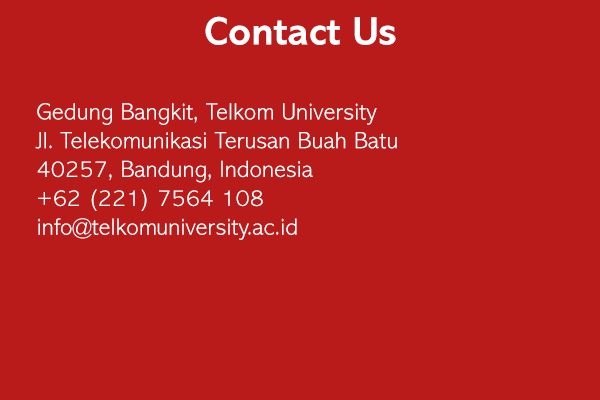 Contact Us
Gedung Bangkit, Telkom University
Jl. Telekomunikasi Terusan Buah Batu
40257, Bandung, Indonesia
+62 (221) 7564 108
info@telkomuniversity.ac.id